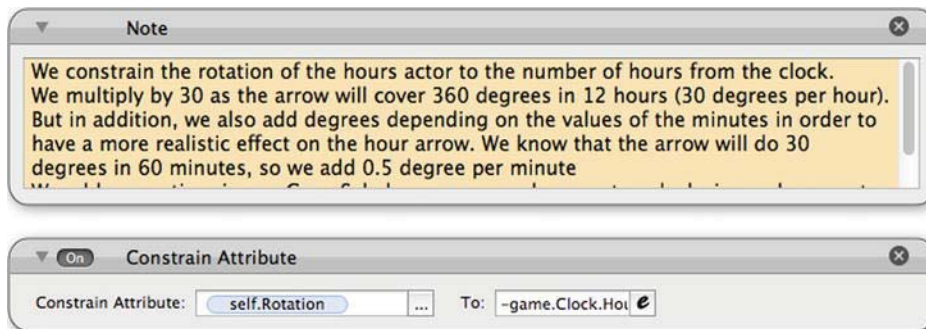 Note
We constrain the rotation of the hours actor to the number of hours from the clock.
We multiply by 30 as the arrow will cover 360 degrees in 12 hours (30 degrees per hour).
But in addition, we also add degrees depending on the values of the minutes in order to
have a more realistic effect on the hour arrow. We know that the arrow will do 30
degrees in 60 minutes, so we add 0.5 degree per minute
On Constrain Attribute
Constrain Attribute: self.Rotation ... To: -game.Clock.Hou e